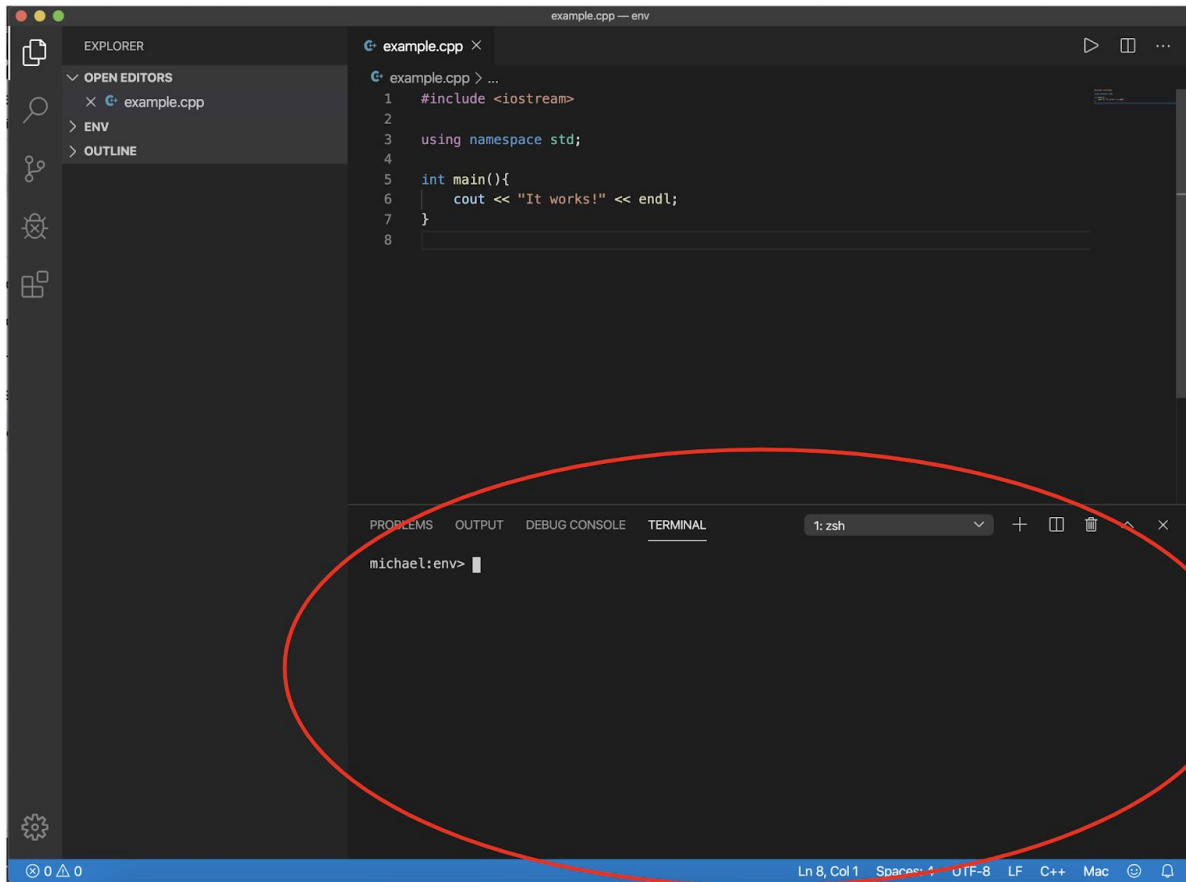 example.cpp — env
EXPLORER
OPEN EDITORS
example.cpp
ENV
OUTLINE
example.cpp
example.cpp > ...
1 #include <iostream>
2
3 using namespace std;
4
5 int main(){
6 cout << "It works!" << endl;
7 }
8
PROBLEMS OUTPUT DEBUG CONSOLE TERMINAL 1: zsh
michael:env>
0 0 Ln 8, Col 1 Spaces: 4 UTF-8 LF C++ Mac